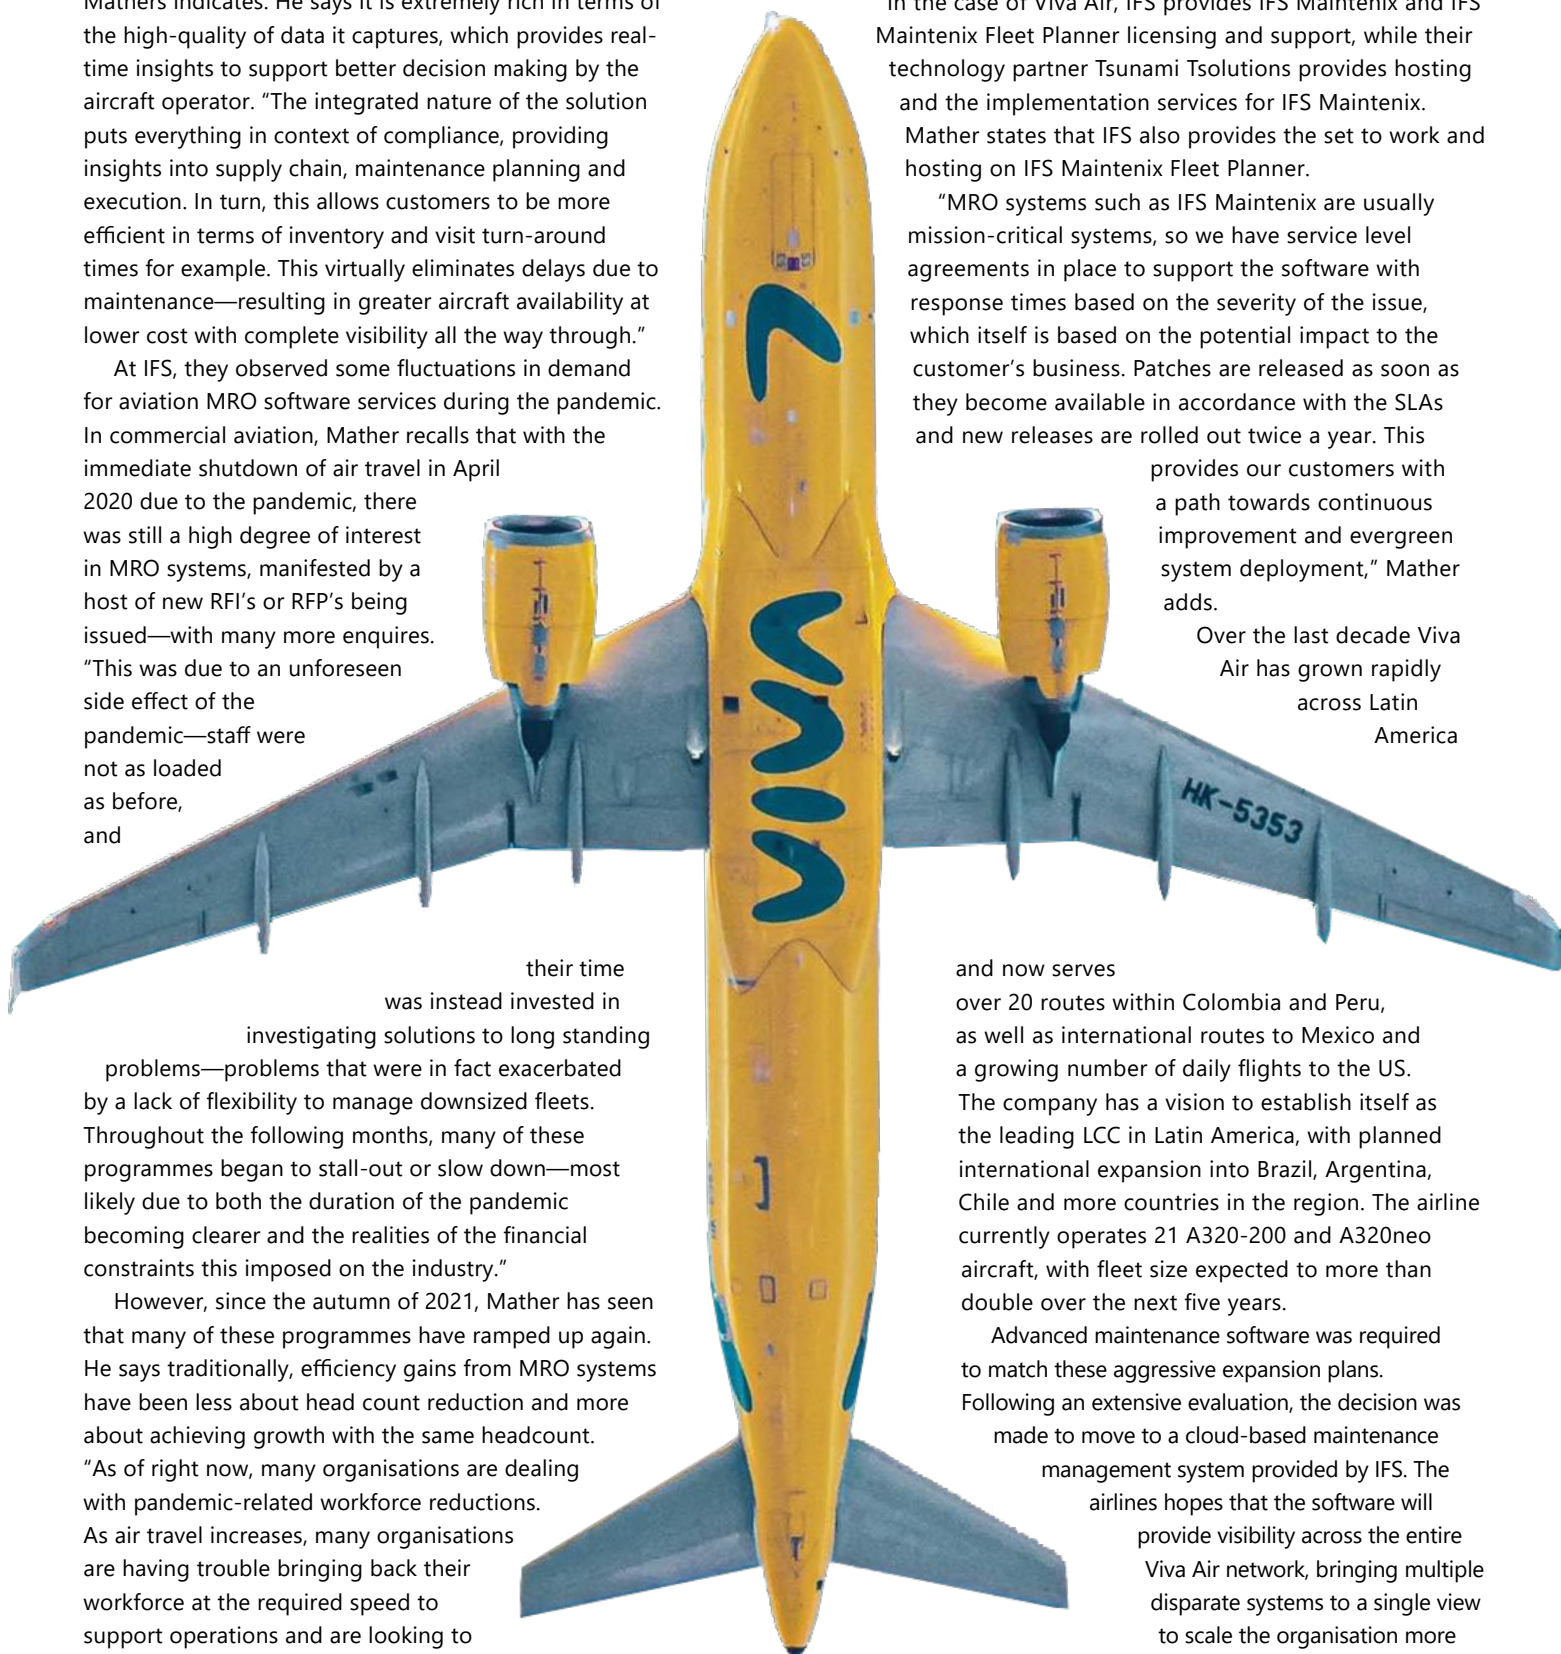 Mathers indicates. He says it is extremely rich in terms of
the high-quality of data it captures, which provides real-
time insights to support better decision making by the
aircraft operator. “The integrated nature of the solution
puts everything in context of compliance, providing
insights into supply chain, maintenance planning and
execution. In turn, this allows customers to be more
efficient in terms of inventory and visit turn-around
times for example. This virtually eliminates delays due to
maintenance—resulting in greater aircraft availability at
lower cost with complete visibility all the way through.”
At IFS, they observed some fluctuations in demand
for aviation MRO software services during the pandemic.
In commercial aviation, Mather recalls that with the
immediate shutdown of air travel in April
2020 due to the pandemic, there
was still a high degree of interest
in MRO systems, manifested by a
host of new RFI’s or RFP’s being
issued—with many more enquires.
“This was due to an unforeseen
side effect of the
pandemic—staff were
not as loaded
as before,
and
their time
was instead invested in
investigating solutions to long standing
problems—problems that were in fact exacerbated
by a lack of flexibility to manage downsized fleets.
Throughout the following months, many of these
programmes began to stall-out or slow down—most
likely due to both the duration of the pandemic
becoming clearer and the realities of the financial
constraints this imposed on the industry.”
However, since the autumn of 2021, Mather has seen
that many of these programmes have ramped up again.
He says traditionally, efficiency gains from MRO systems
have been less about head count reduction and more
about achieving growth with the same headcount.
“As of right now, many organisations are dealing
with pandemic-related workforce reductions.
As air travel increases, many organisations
are having trouble bringing back their
workforce at the required speed to
support operations and are looking to
In the case of Viva Air, IFS provides IFS Maintenix and IFS
Maintenix Fleet Planner licensing and support, while their
technology partner Tsunami Tsolutions provides hosting
and the implementation services for IFS Maintenix.
Mather states that IFS also provides the set to work and
hosting on IFS Maintenix Fleet Planner.
“MRO systems such as IFS Maintenix are usually
mission-critical systems, so we have service level
agreements in place to support the software with
response times based on the severity of the issue,
which itself is based on the potential impact to the
customer’s business. Patches are released as soon as
they become available in accordance with the SLAs
and new releases are rolled out twice a year. This
provides our customers with
a path towards continuous
improvement and evergreen
system deployment,” Mather
adds.
Over the last decade Viva
Air has grown rapidly
across Latin
America
and now serves
over 20 routes within Colombia and Peru,
as well as international routes to Mexico and
a growing number of daily flights to the US.
The company has a vision to establish itself as
the leading LCC in Latin America, with planned
international expansion into Brazil, Argentina,
Chile and more countries in the region. The airline
currently operates 21 A320-200 and A320neo
aircraft, with fleet size expected to more than
double over the next five years.
Advanced maintenance software was required
to match these aggressive expansion plans.
Following an extensive evaluation, the decision was
made to move to a cloud-based maintenance
management system provided by IFS. The
airlines hopes that the software will
provide visibility across the entire
Viva Air network, bringing multiple
disparate systems to a single view
to scale the organisation more
viva
HK-5353